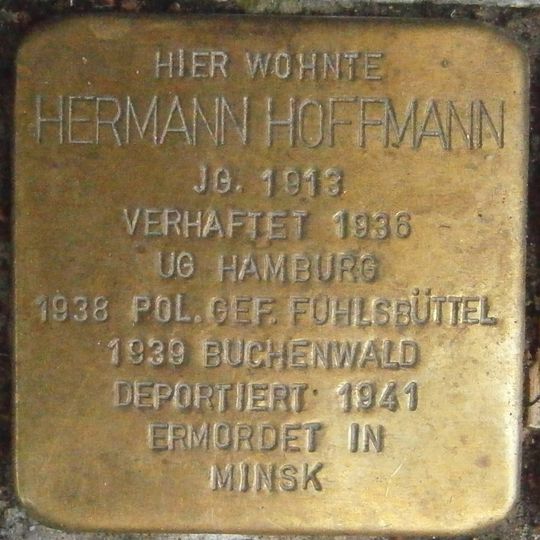 HIER WOHNTE
HERMANN HOFFMANN
JG. 1913
VERHAFTET 1936
UG HAMBURG
1938 POL. GEF. FUHLSBÜTTEL
1939 BUCHENWALD
DEPORTIERT 1941
ERMORDET IN
MINSK